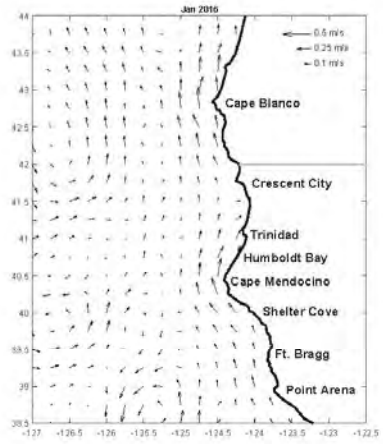 Jan 2016
44
0.5 m/s
0.25 m/s
0.1 m/s
43.5
43
Cape Blanco
42.5
42
Crescent City
41.5
Trinidad
41
Humboldt Bay
40.5
Cape Mendocino
Shelter Cove
40
39.5
Ft. Bragg
39
Point Arena
38.5
-127 -126.5 -126 -125.5 -125 -124.5 -124 -123.5 -123 -122.5